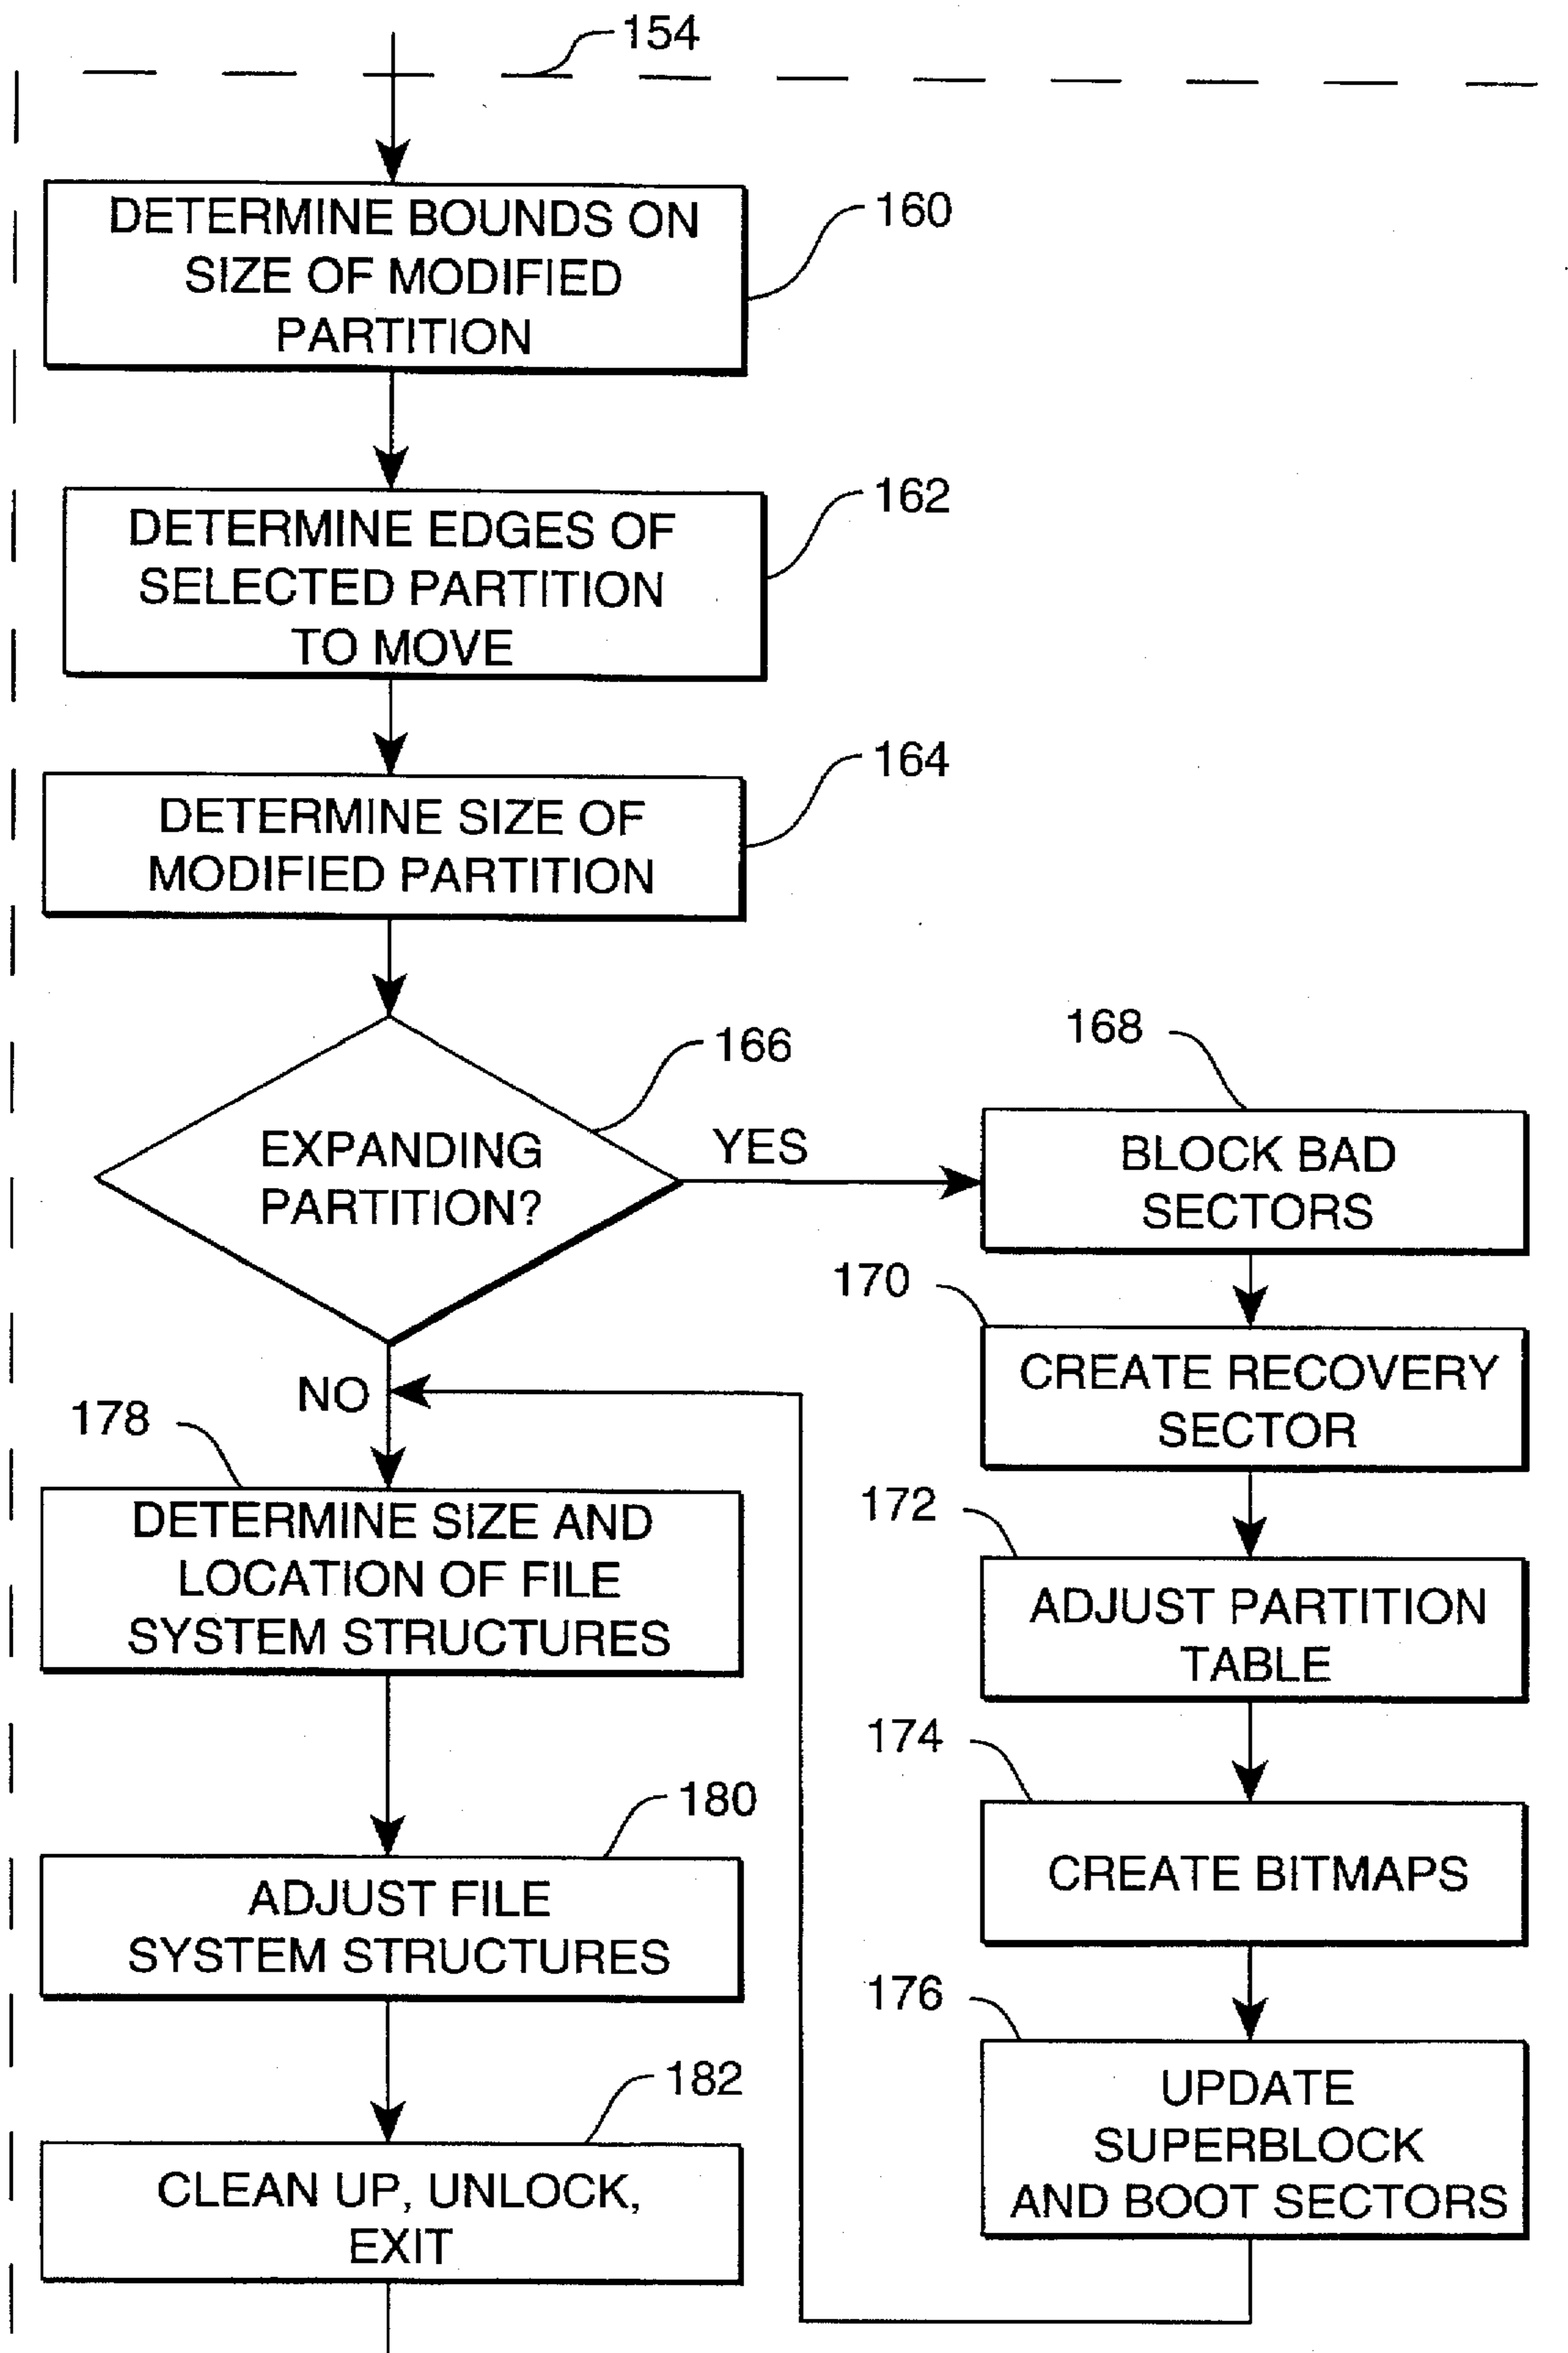 154
DETERMINE BOUNDS ON
SIZE OF MODIFIED
PARTITION
160
DETERMINE EDGES OF
SELECTED PARTITION
TO MOVE
162
DETERMINE SIZE OF
MODIFIED PARTITION
164
EXPANDING
PARTITION?
166
YES
NO
168
BLOCK BAD
SECTORS
170
CREATE RECOVERY
SECTOR
172
ADJUST PARTITION
TABLE
174
CREATE BITMAPS
176
UPDATE
SUPERBLOCK
AND BOOT SECTORS
178
DETERMINE SIZE AND
LOCATION OF FILE
SYSTEM STRUCTURES
180
ADJUST FILE
SYSTEM STRUCTURES
182
CLEAN UP, UNLOCK,
EXIT